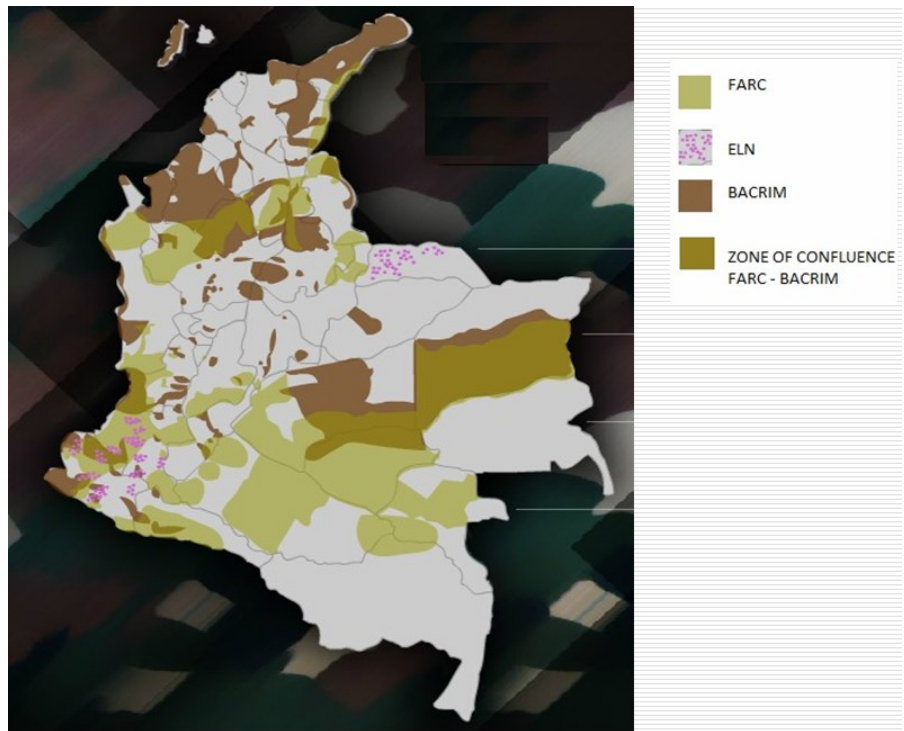 FARC
ELN
BACRIM
ZONE OF CONFLUENCE
FARC - BACRIM